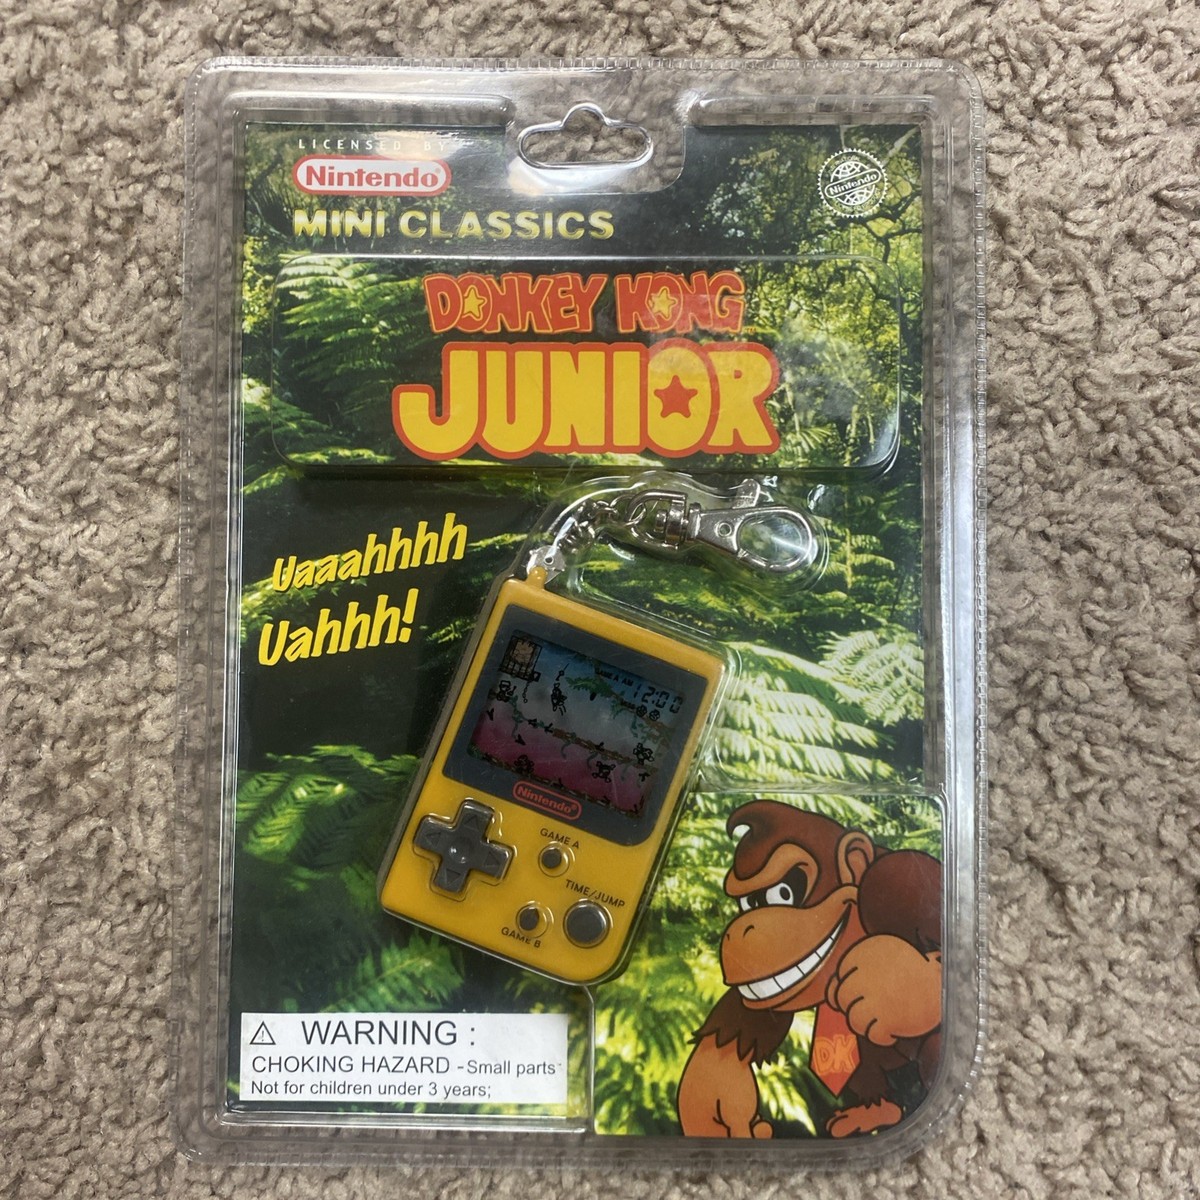 LICENSED BY
Nintendo®
MINI CLASSICS
Nintendo
DONKEY KONG
JUNIOR
Uaaahhhh
Uahhh!
12:00
Nintendo®
GAME A
TIME/JUMP
GAME B
DK
WARNING :
CHOKING HAZARD - Small parts
Not for children under 3 years;